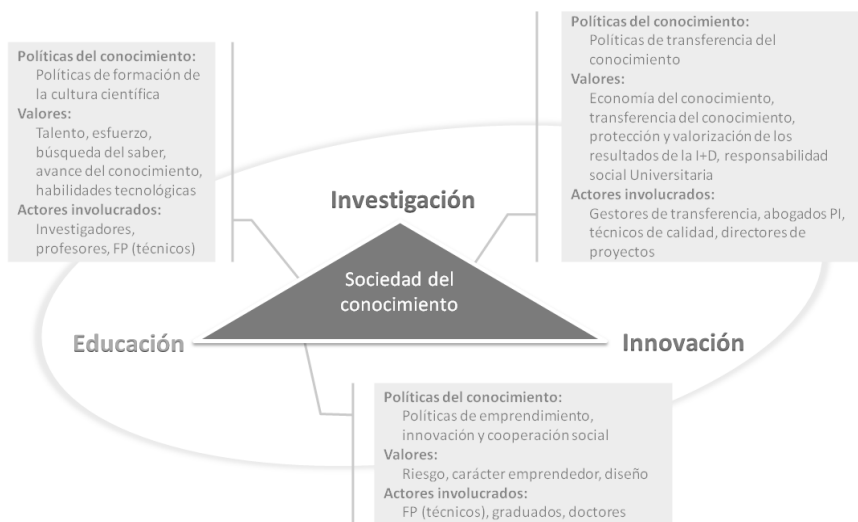 Políticas del conocimiento:
Políticas de formación de
la cultura científica
Valores:
Talento, esfuerzo,
búsqueda del saber,
avance del conocimiento,
habilidades tecnológicas
Actores involucrados:
Investigadores,
profesores, FP (técnicos)
Políticas del conocimiento:
Políticas de transferencia del
conocimiento
Valores:
Economía del conocimiento,
transferencia del conocimiento,
protección y valorización de los
resultados de la I+D, responsabilidad
social Universitaria
Actores involucrados:
Gestores de transferencia, abogados PI,
técnicos de calidad, directores de
proyectos
Investigación
Sociedad del
conocimiento
Educación
Innovación
Políticas del conocimiento:
Políticas de emprendimiento,
innovación y cooperación social
Valores:
Riesgo, carácter emprendedor, diseño
Actores involucrados:
FP (técnicos), graduados, doctores